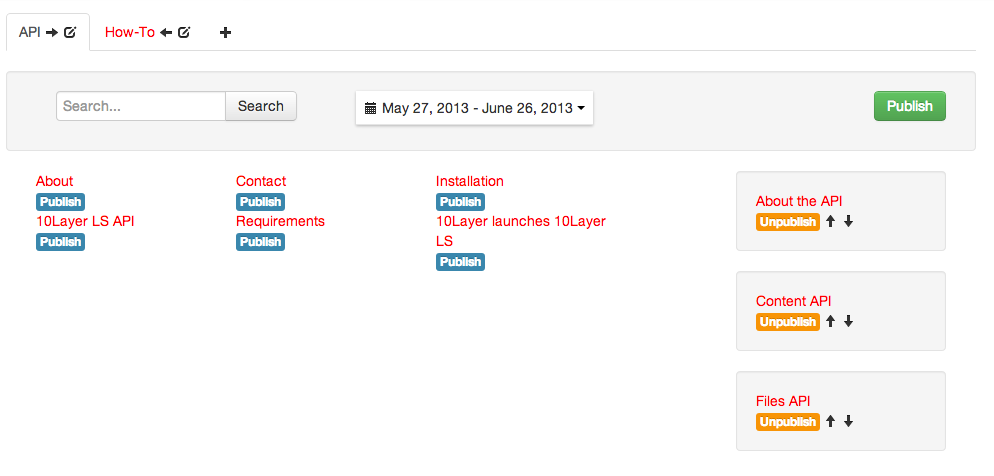 API
How-To
Search...
Search
May 27, 2013 - June 26, 2013
Publish
About
Publish
10Layer LS API
Publish
Contact
Publish
Requirements
Publish
Installation
Publish
10Layer launches 10Layer
LS
Publish
About the API
Unpublish
Content API
Unpublish
Files API
Unpublish